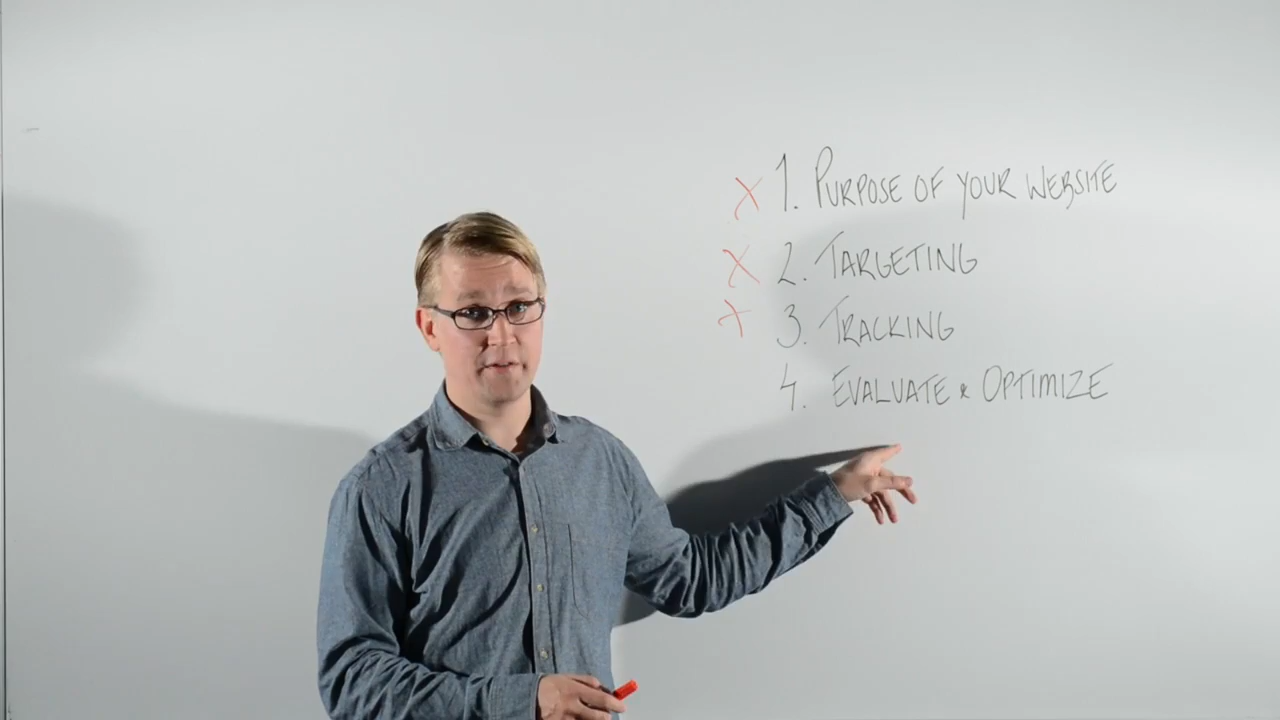 X 1. PURPOSE OF YOUR WEBSITE
X 2. TARGETING
X 3. TRACKING
4. EVALUATE & OPTIMIZE